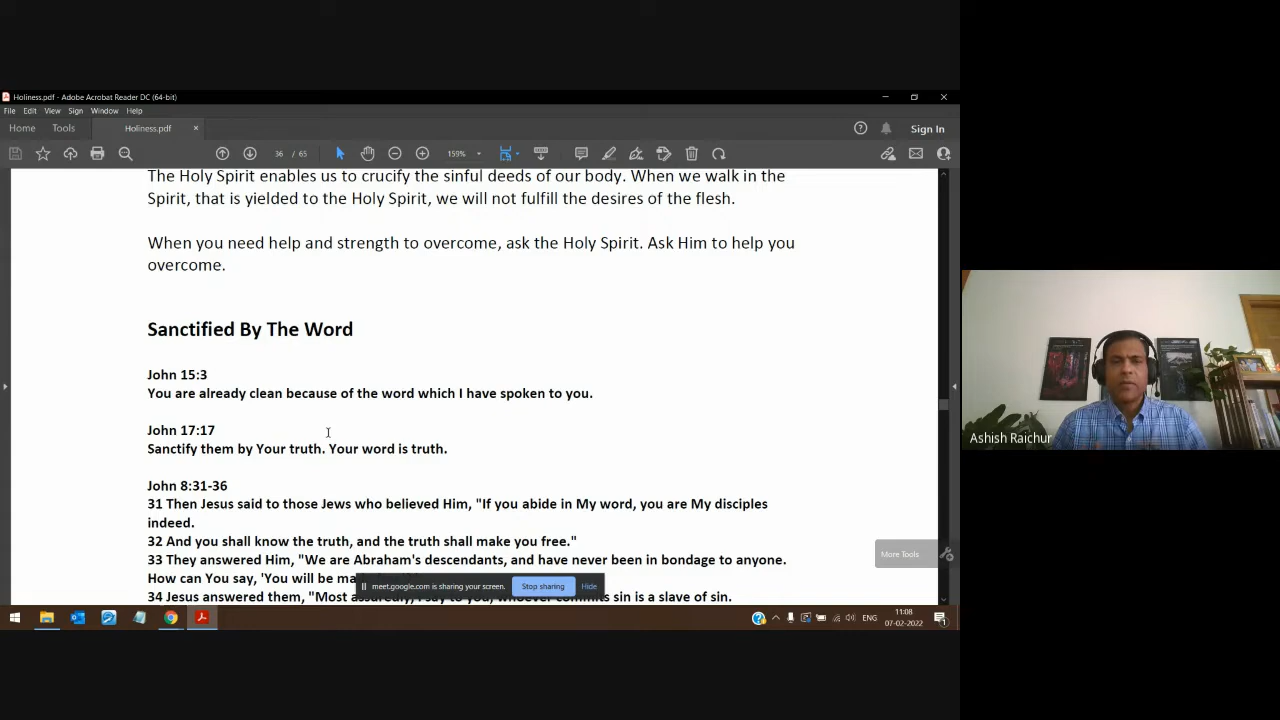 Holiness.pdf - Adobe Acrobat Reader DC (64-bit)
File Edit View Sign Window Help
Home Tools Holiness.pdf × Sign In
36 / 65 159%
The Holy Spirit enables us to crucify the sinful deeds of our body. When we walk in the
Spirit, that is yielded to the Holy Spirit, we will not fulfill the desires of the flesh.
When you need help and strength to overcome, ask the Holy Spirit. Ask Him to help you
overcome.
Sanctified By The Word
John 15:3
You are already clean because of the word which I have spoken to you.
John 17:17
Sanctify them by Your truth. Your word is truth.
John 8:31-36
31 Then Jesus said to those Jews who believed Him, "If you abide in My word, you are My disciples
indeed.
32 And you shall know the truth, and the truth shall make you free."
33 They answered Him, "We are Abraham's descendants, and have never been in bondage to anyone.
How can You say, 'You will be
34 Jesus answered them, "Most assuredly, I say to you, whoever commits sin is a slave of sin.
More Tools
meet.google.com is sharing your screen. Stop sharing Hide
ENG
11:08
07-02-2022
Ashish Raichur